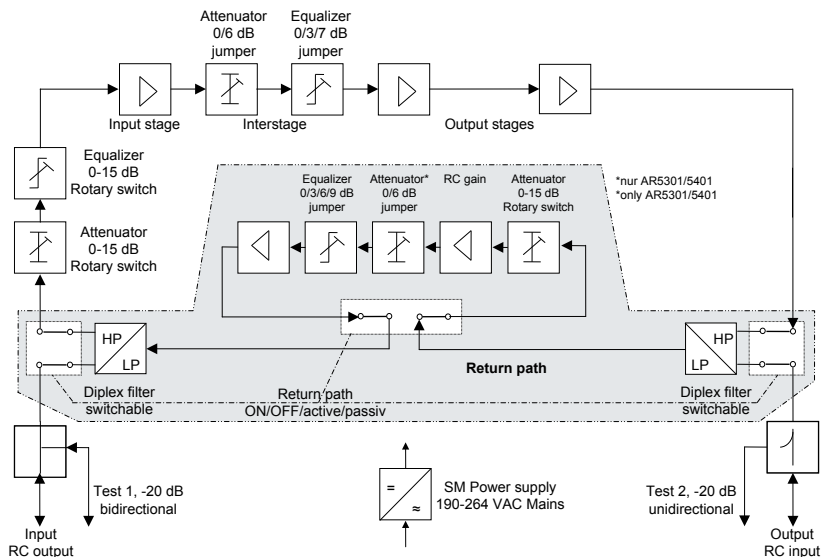 Attenuator
0/6 dB
jumper
Equalizer
0/3/7 dB
jumper
Input stage
Interstage
Output stages
Equalizer
0-15 dB
Rotary switch
Attenuator
0-15 dB
Rotary switch
Equalizer
0/3/6/9 dB
jumper
Attenuator*
0/6 dB
jumper
RC gain
Attenuator
0-15 dB
Rotary switch
*nur AR5301/5401
*only AR5301/5401
HP
LP
HP
LP
Return path
Diplex filter
switchable
Return path
ON/OFF/active/passiv
Diplex filter
switchable
Test 1, -20 dB
bidirectional
=
≈
SM Power supply
190-264 VAC Mains
Test 2, -20 dB
unidirectional
Input
RC output
Output
RC input